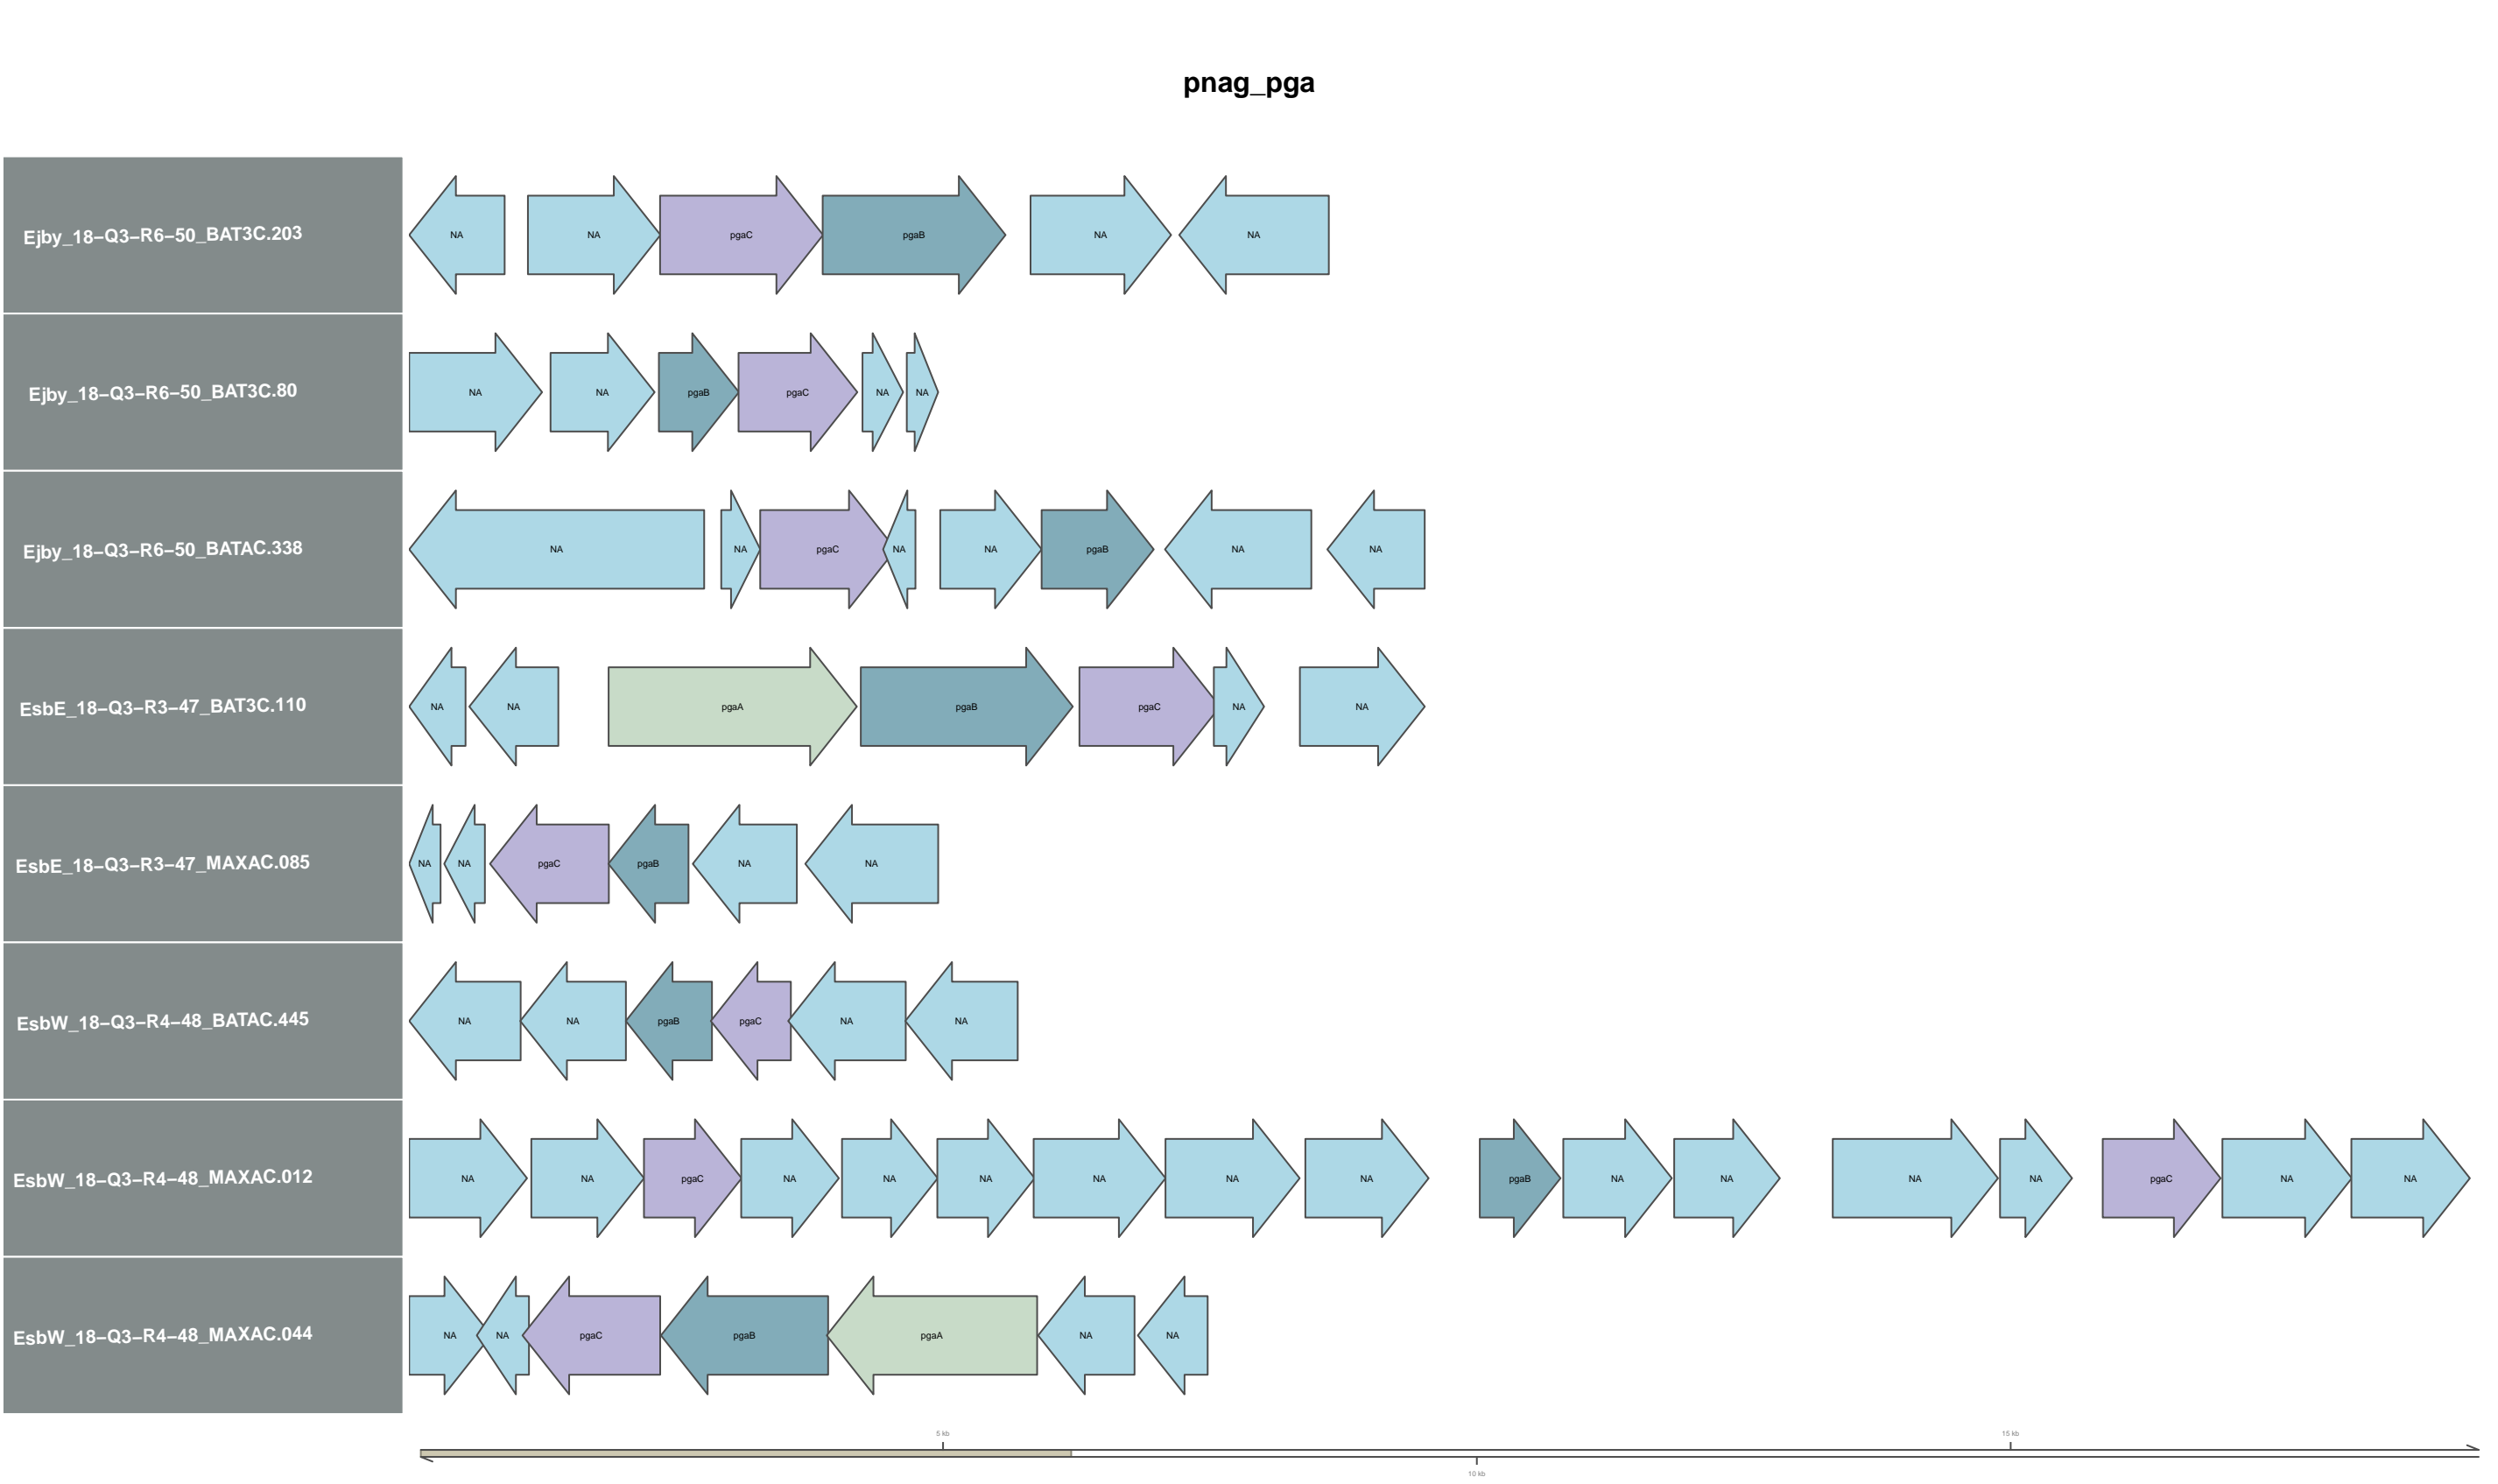 pnag_pga
Ejby_18−Q3−R6−50_BAT3C.203
NA NA pgaC pgaB NA NA
Ejby_18−Q3−R6−50_BAT3C.80
NA NA pgaB pgaC NA NA
Ejby_18−Q3−R6−50_BATAC.338
NA NA pgaC NA NA pgaB NA NA
EsbE_18−Q3−R3−47_BAT3C.110
NA NA pgaA pgaB pgaC NA NA
EsbE_18−Q3−R3−47_MAXAC.085
NA NA pgaC pgaB NA NA
EsbW_18−Q3−R4−48_BATAC.445
NA NA pgaB pgaC NA NA
EsbW_18−Q3−R4−48_MAXAC.012
NA NA pgaC NA NA NA NA NA NA pgaB NA NA NA NA pgaC NA NA
EsbW_18−Q3−R4−48_MAXAC.044
NA NA pgaC pgaB pgaA NA NA
5 kb 15 kb
10 kb